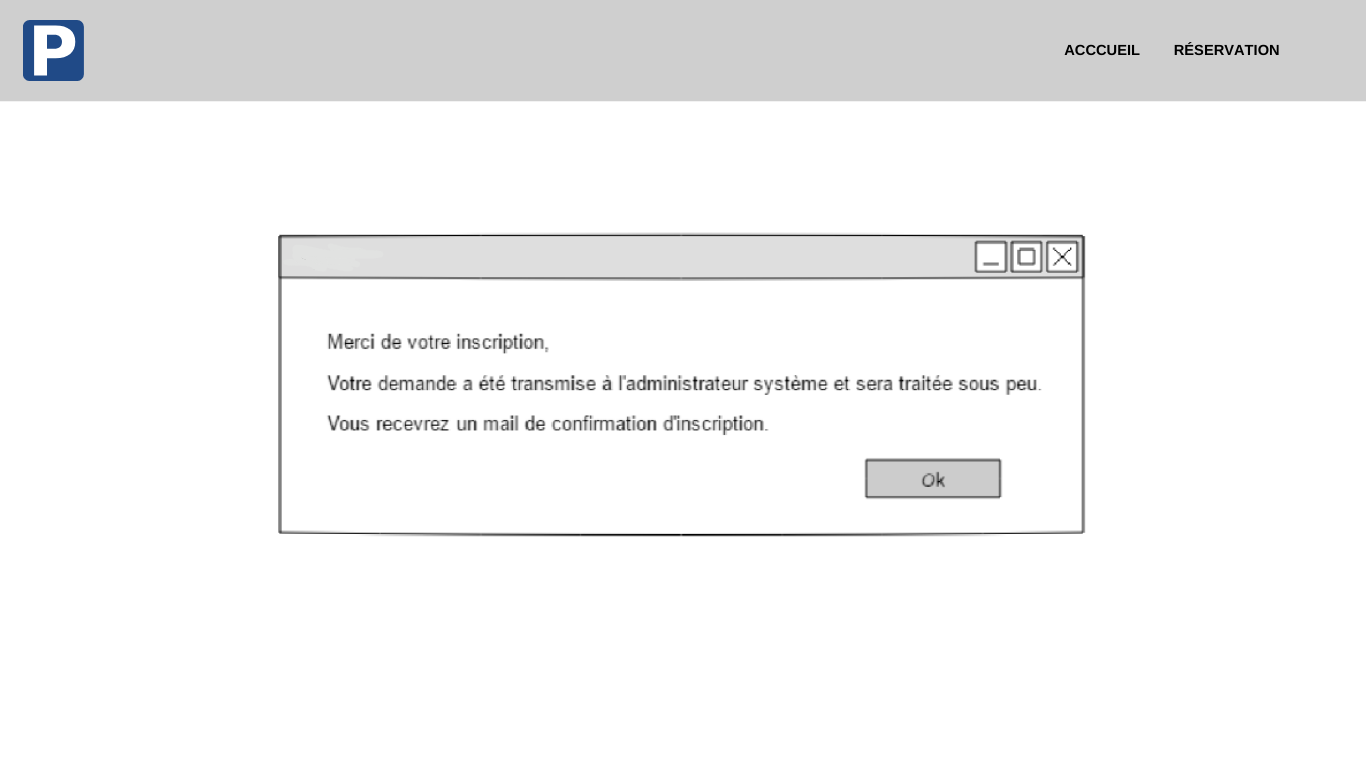 P
ACCCUEIL RÉSERVATION
Merci de votre inscription,
Votre demande a été transmise à l'administrateur système et sera traitée sous peu.
Vous recevrez un mail de confirmation d'inscription.
Ok